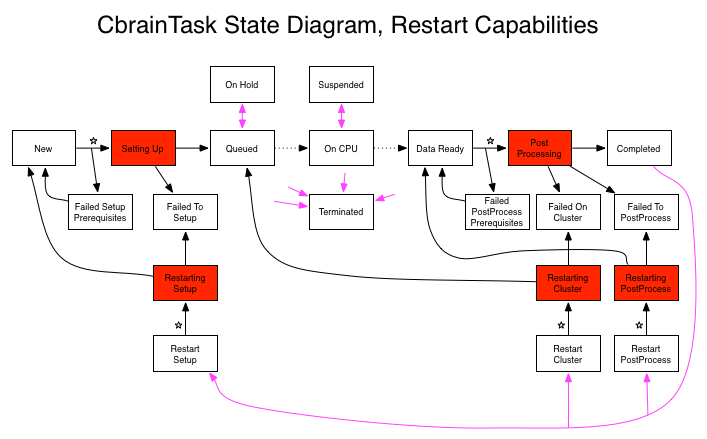 CbrainTask State Diagram, Restart Capabilities
On Hold
Suspended
New
Setting Up
Queued
On CPU
Data Ready
Post
Processing
Completed
Failed Setup
Prerequisites
Failed To
Setup
Terminated
Failed
PostProcess
Prerequisites
Failed On
Cluster
Failed To
PostProcess
Restarting
Setup
Restarting
Cluster
Restarting
PostProcess
Restart
Setup
Restart
Cluster
Restart
PostProcess